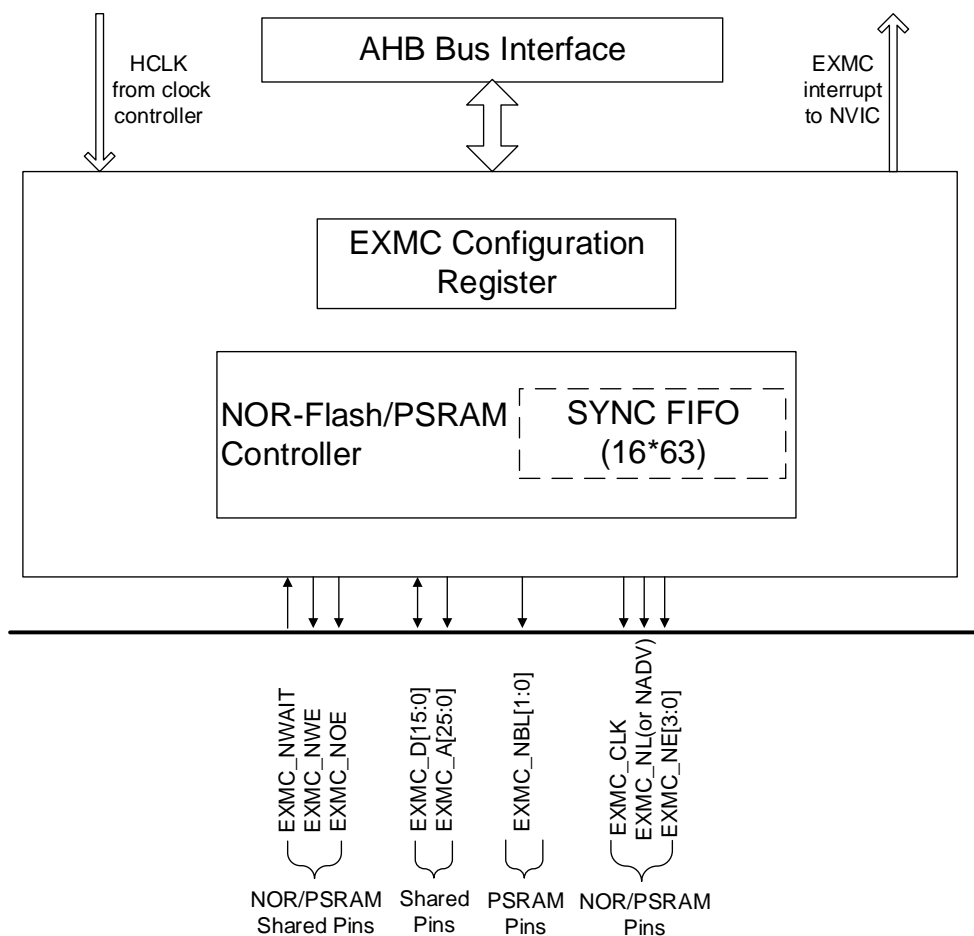 HCLK
from clock
controller
AHB Bus Interface
EXMC
interrupt
to NVIC
EXMC Configuration
Register
NOR-Flash/PSRAM
Controller
SYNC FIFO
(16*63)
EXMC_NWAIT
EXMC_NWE
EXMC_NOE
EXMC_D[15:0]
EXMC_A[25:0]
EXMC_NBL[1:0]
EXMC_CLK
EXMC_NL(or NADV)
EXMC_NE[3:0]
NOR/PSRAM
Shared Pins
Shared
Pins
PSRAM
Pins
NOR/PSRAM
Pins